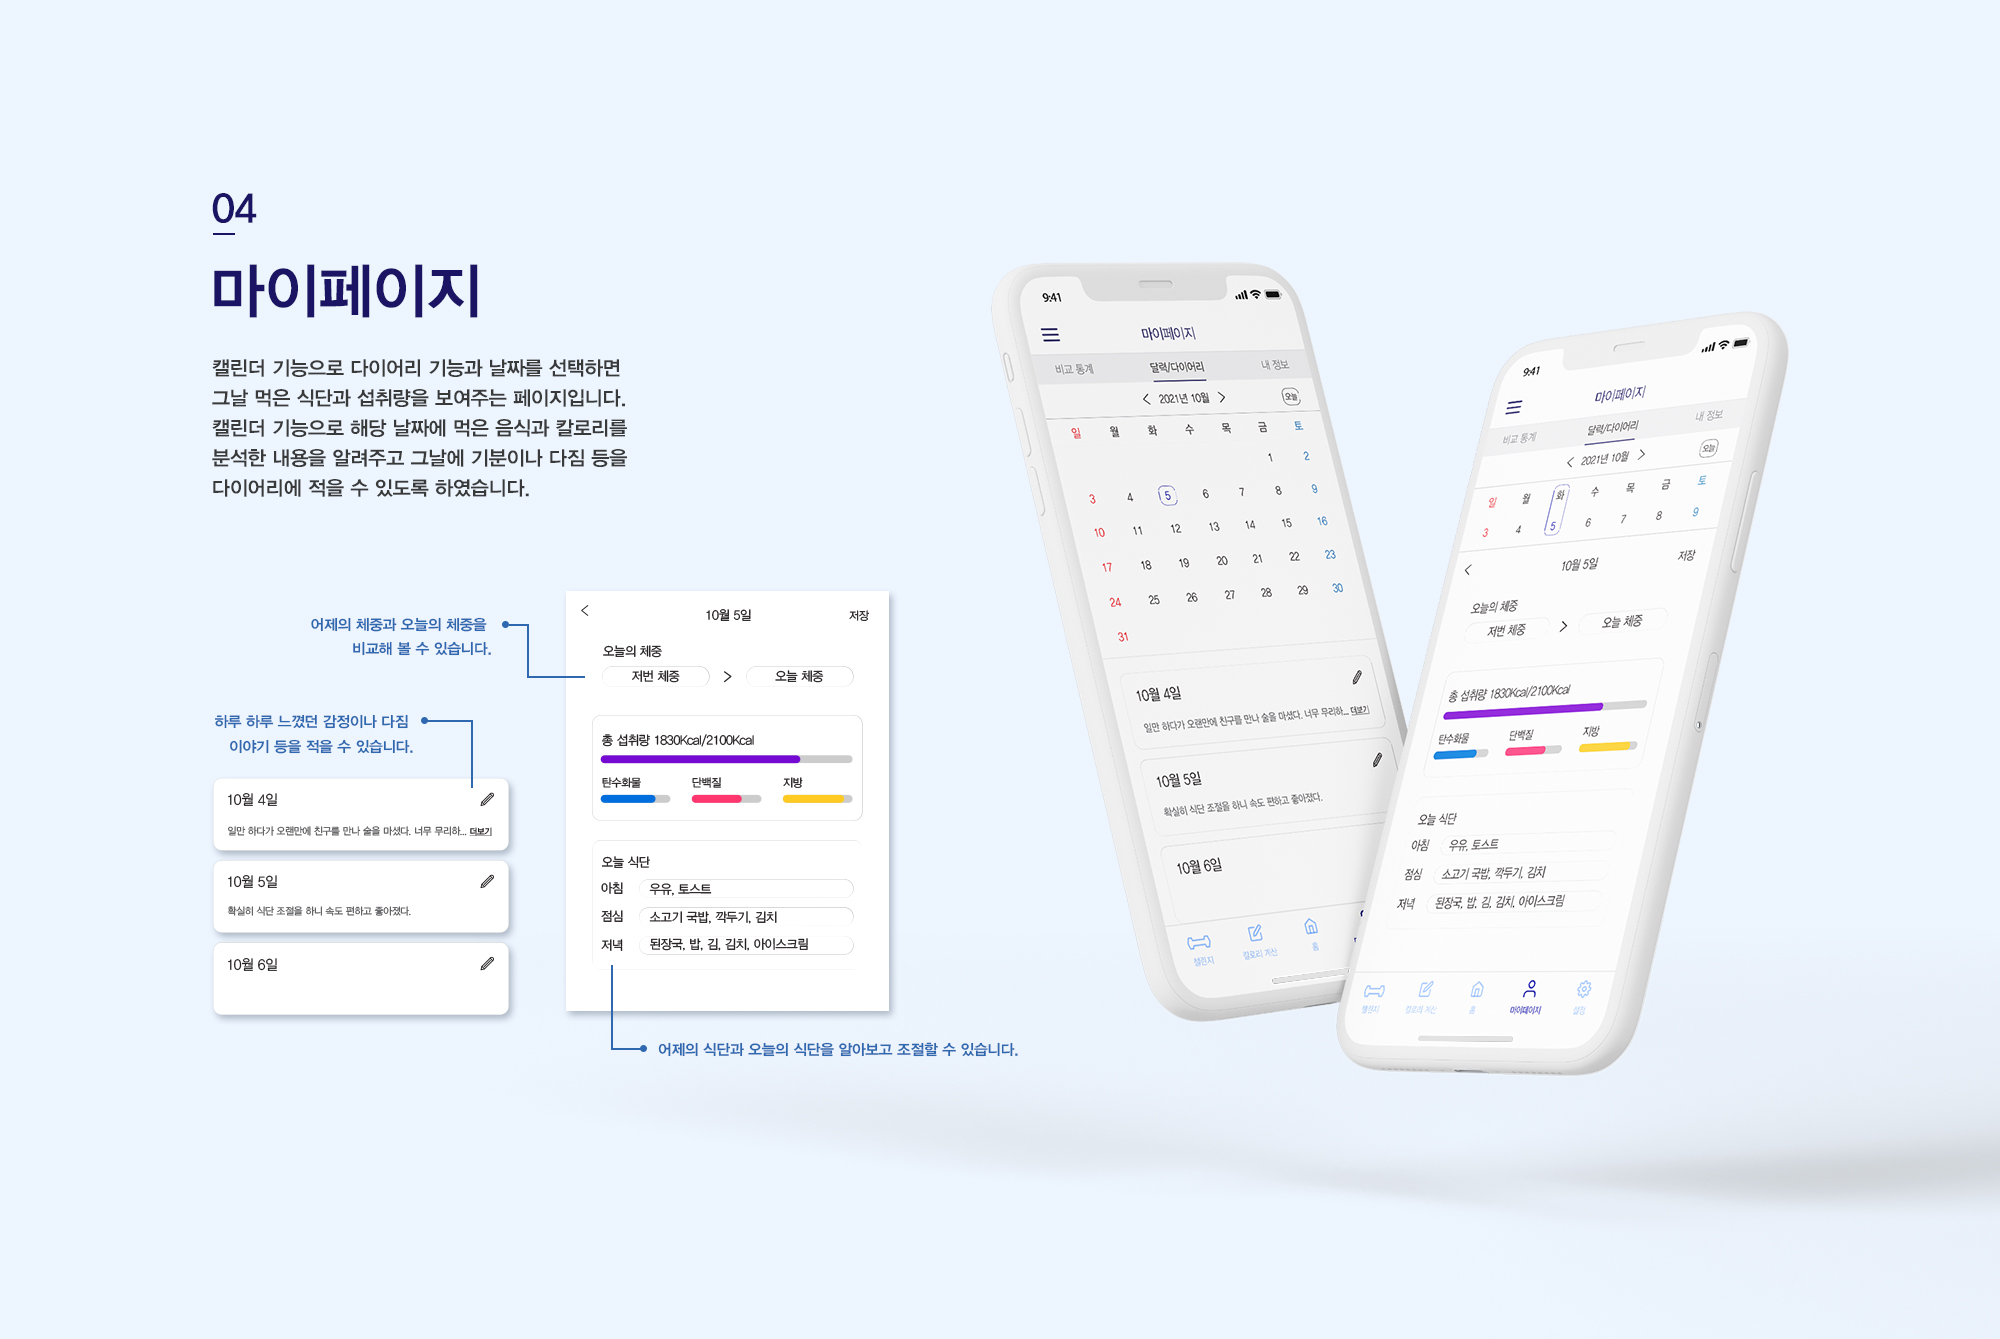 04
마이페이지
캘린더 기능으로 다이어리 기능과 날짜를 선택하면
그날 먹은 식단과 섭취량을 보여주는 페이지입니다.
캘린더 기능으로 해당 날짜에 먹은 음식과 칼로리를
분석한 내용을 알려주고 그날에 기분이나 다짐 등을
다이어리에 적을 수 있도록 하였습니다.
어제의 체중과 오늘의 체중을
비교해 볼 수 있습니다.
하루 하루 느꼈던 감정이나 다짐
이야기 등을 적을 수 있습니다.
10월 4일
일만 하다가 오랜만에 친구를 만나 술을 마셨다. 너무 무리하... 더보기
10월 5일
확실히 식단 조절을 하니 속도 편하고 좋아졌다.
10월 6일
10월 5일 저장
오늘의 체중
저번 체중 > 오늘 체중
총 섭취량 1830Kcal/2100Kcal
탄수화물 단백질 지방
오늘 식단
아침 우유, 토스트
점심 소고기 국밥, 깍두기, 김치
저녁 된장국, 밥, 김, 김치, 아이스크림
어제의 식단과 오늘의 식단을 알아보고 조절할 수 있습니다.
9:41
마이페이지
비교 통계 달력/다이어리 내 정보
< 2021년 10월 > 오늘
일 월 화 수 목 금 토
1 2
3 4 5 6 7 8 9
10 11 12 13 14 15 16
17 18 19 20 21 22 23
24 25 26 27 28 29 30
31
10월 4일
일만 하다가 오랜만에 친구를 만나 술을 마셨다. 너무 무리하... 더보기
10월 5일
확실히 식단 조절을 하니 속도 편하고 좋아졌다.
10월 6일
챌린지 칼로리 계산 홈
9:41
마이페이지
비교 통계 달력/다이어리 내 정보
< 2021년 10월 > 오늘
일 월 화 수 목 금 토
3 4 5 6 7 8 9
< 10월 5일 저장
오늘의 체중
저번 체중 > 오늘 체중
총 섭취량 1830Kcal/2100Kcal
탄수화물 단백질 지방
오늘 식단
아침 우유, 토스트
점심 소고기 국밥, 깍두기, 김치
저녁 된장국, 밥, 김, 김치, 아이스크림
챌린지 칼로리 계산 홈 마이페이지 설정